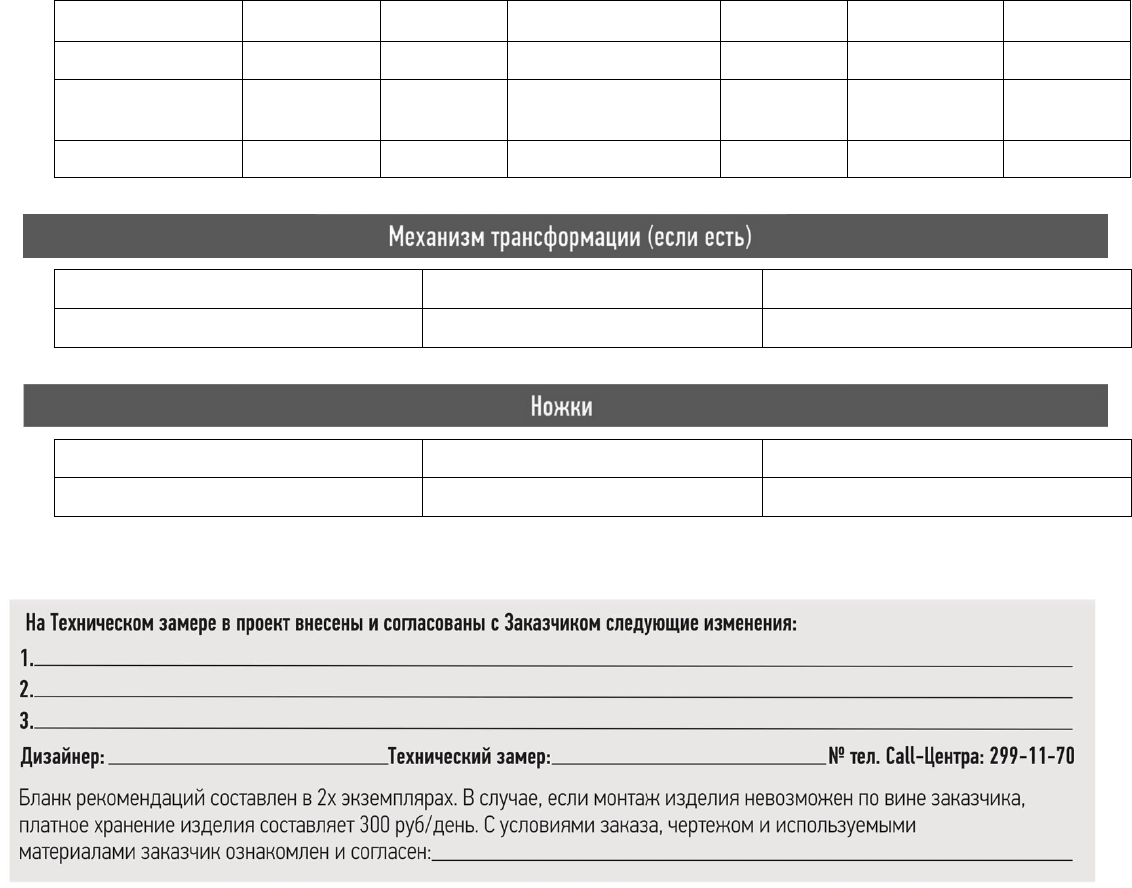 Механизм трансформации (если есть)
Ножки
На Техническом замере в проект внесены и согласованы с Заказчиком следующие изменения:
1.
2.
3.
Дизайнер: Технический замер: № тел. Call-Центра: 299-11-70
Бланк рекомендаций составлен в 2х экземплярах. В случае, если монтаж изделия невозможен по вине заказчика,
платное хранение изделия составляет 300 руб/день. С условиями заказа, чертежом и используемыми
материалами заказчик ознакомлен и согласен: